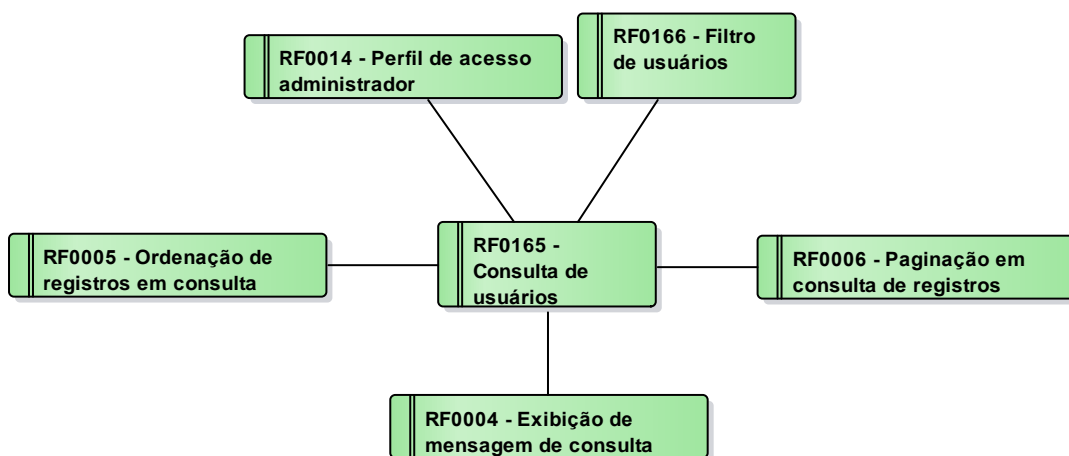 RF0014 - Perfil de acesso
administrador
RF0166 - Filtro
de usuários
RF0005 - Ordenação de
registros em consulta
RF0165 -
Consulta de
usuários
RF0006 - Paginação em
consulta de registros
RF0004 - Exibição de
mensagem de consulta